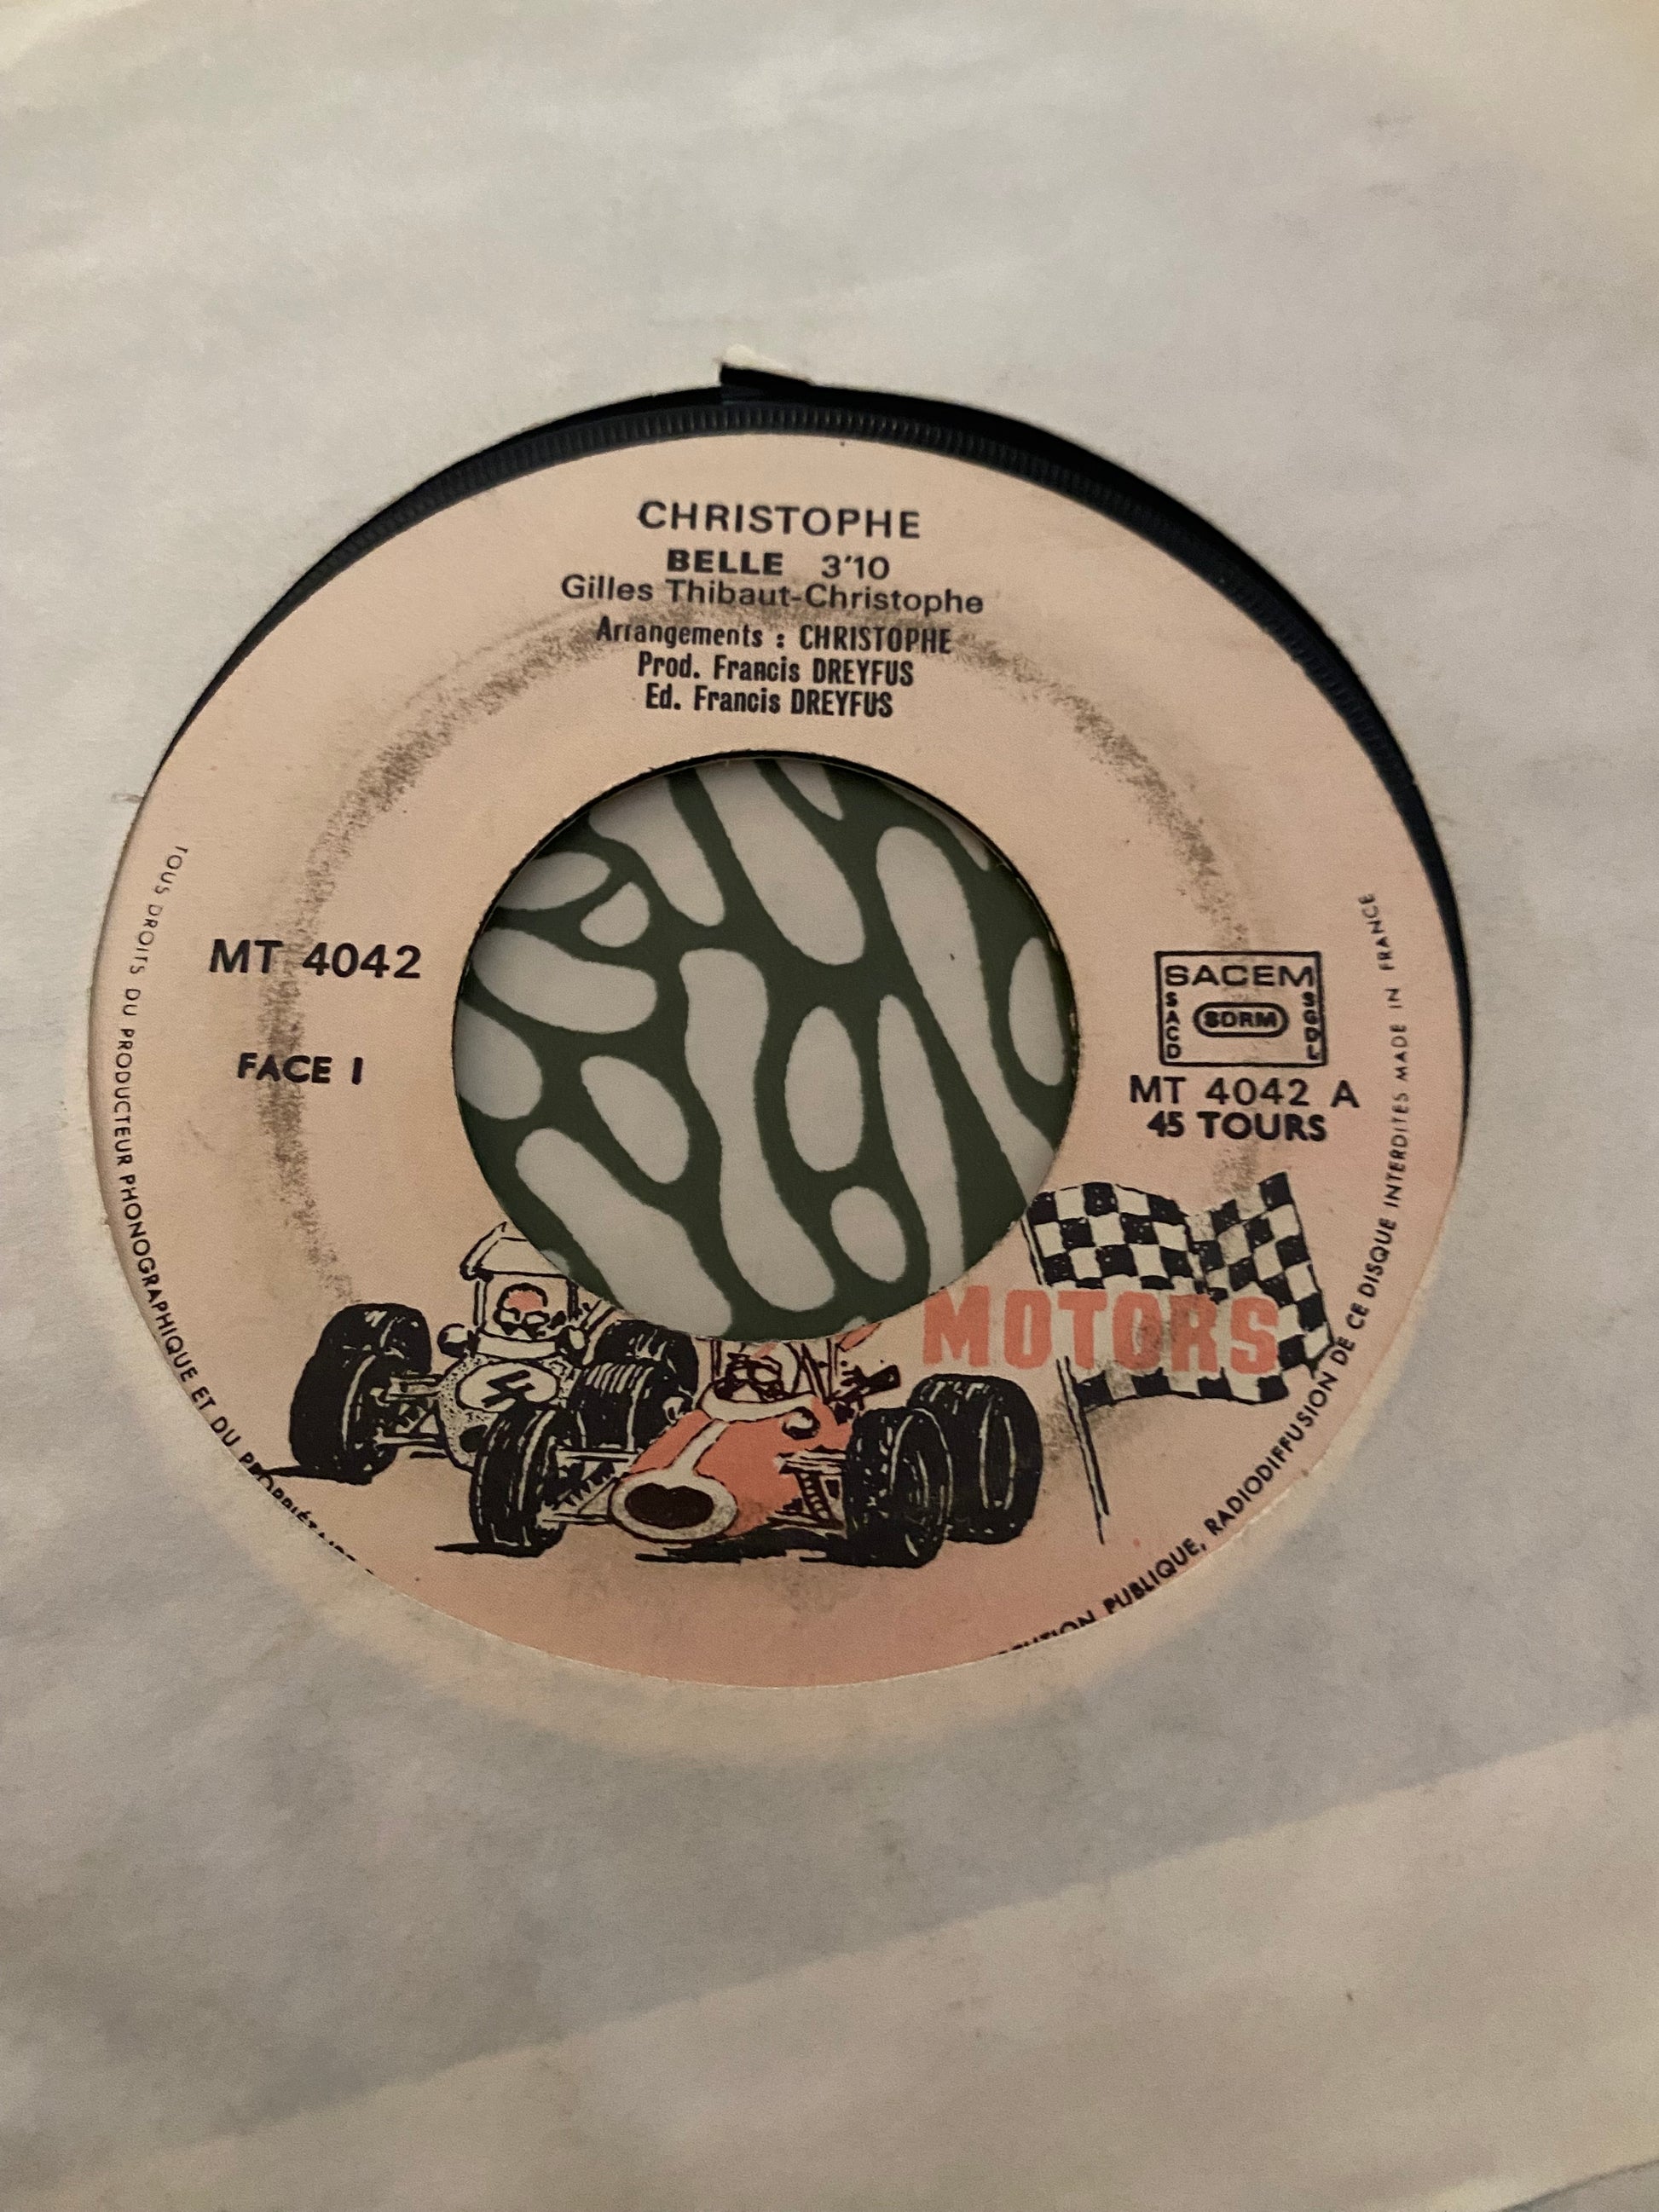 CHRISTOPHE
BELLE 3'10
Gilles Thibaut-Christophe
Arrangements : CHRISTOPHE
Prod. Francis DREYFUS
Ed. Francis DREYFUS
MT 4042
FACE 1
SACEM
SACD
SDRM
SGDL
MT 4042 A
45 TOURS
MOTORS
4
TOUS DROITS DU PRODUCTEUR PHONOGRAPHIQUE ET DU
PUBLIQUE, RADIODIFFUSION DE CE DISQUE INTERDITES MADE IN FRANCE